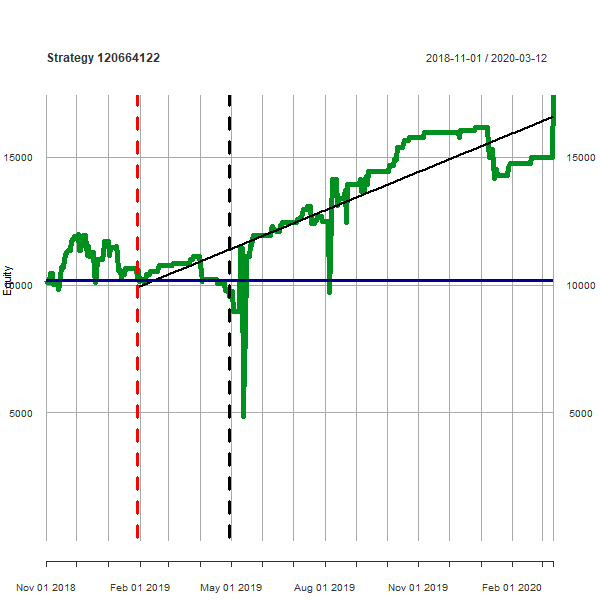 Strategy 120664122
2018-11-01 / 2020-03-12
15000
15000
Equity
10000
10000
5000
5000
Nov 01 2018
Feb 01 2019
May 01 2019
Aug 01 2019
Nov 01 2019
Feb 01 2020